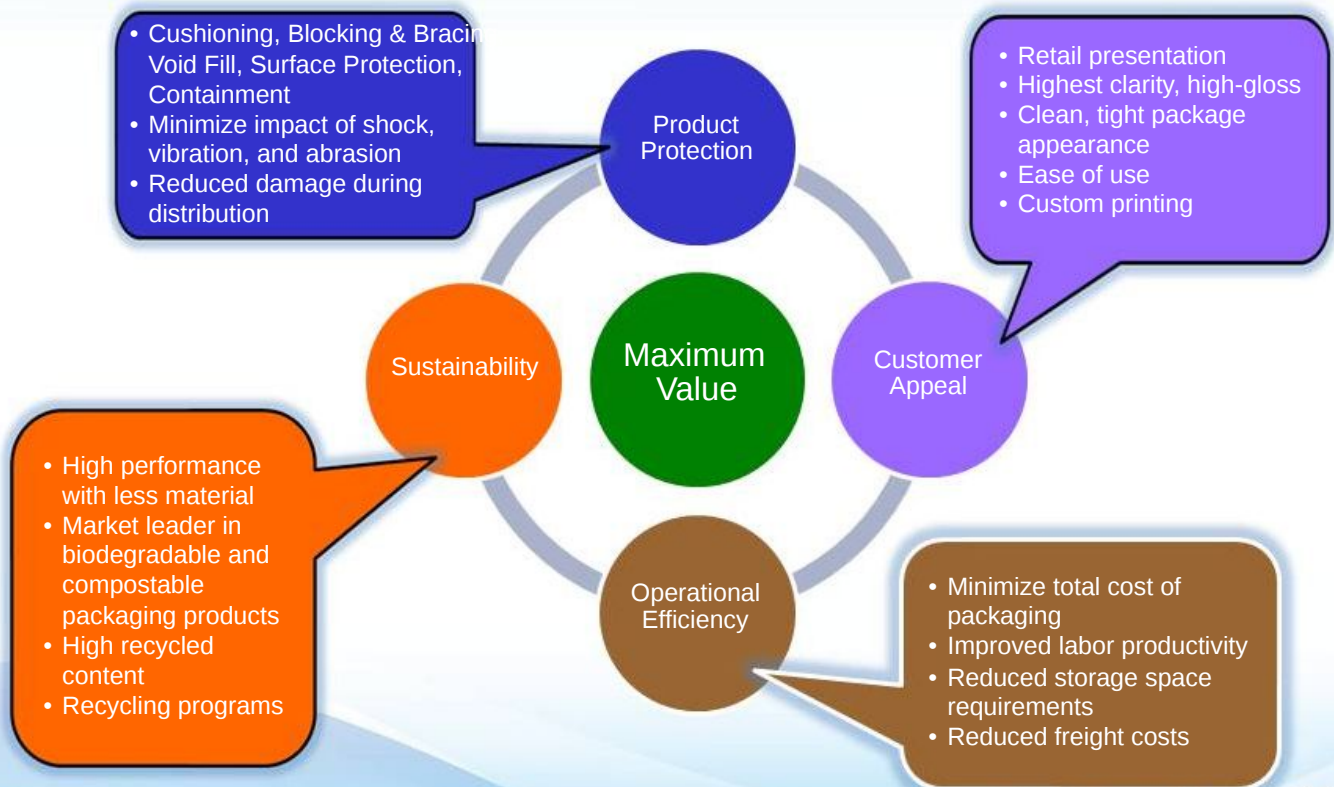 • Cushioning, Blocking & Bracin
Void Fill, Surface Protection,
Containment
• Minimize impact of shock,
vibration, and abrasion
• Reduced damage during
distribution
Product
Protection
• Retail presentation
• Highest clarity, high-gloss
• Clean, tight package
appearance
• Ease of use
• Custom printing
Sustainability
Maximum
Value
Customer
Appeal
• High performance
with less material
• Market leader in
biodegradable and
compostable
packaging products
• High recycled
content
• Recycling programs
Operational
Efficiency
• Minimize total cost of
packaging
• Improved labor productivity
• Reduced storage space
requirements
• Reduced freight costs